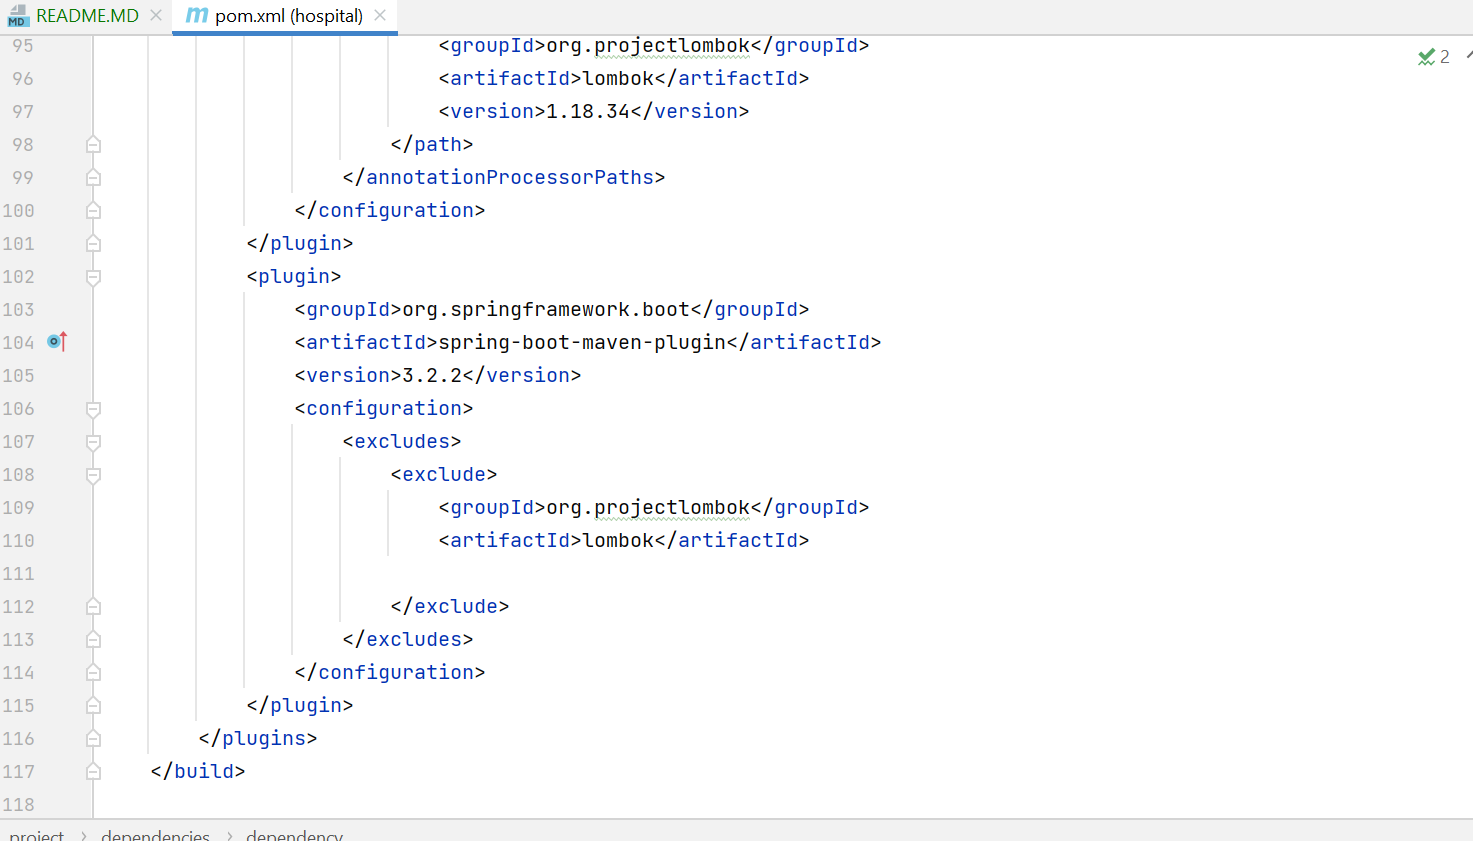 README.MD pom.xml (hospital)
95 <groupId>org.projectlombok</groupId>
2
96 <artifactId>lombok</artifactId>
97 <version>1.18.34</version>
98 </path>
99 </annotationProcessorPaths>
100 </configuration>
101 </plugin>
102 <plugin>
103 <groupId>org.springframework.boot</groupId>
104 <artifactId>spring-boot-maven-plugin</artifactId>
105 <version>3.2.2</version>
106 <configuration>
107 <excludes>
108 <exclude>
109 <groupId>org.projectlombok</groupId>
110 <artifactId>lombok</artifactId>
111
112 </exclude>
113 </excludes>
114 </configuration>
115 </plugin>
116 </plugins>
117 </build>
118
project > dependencies > dependency